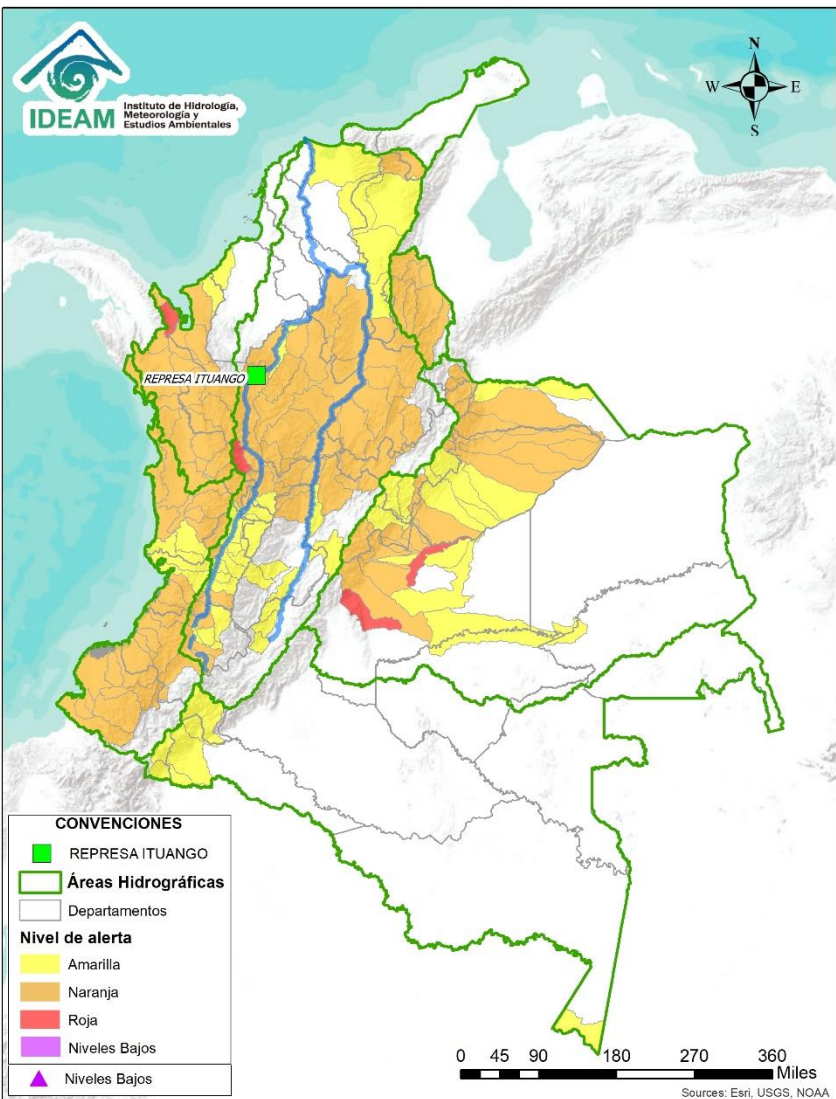 IDEAM
Instituto de Hidrología,
Meteorología y
Estudios Ambientales
N
W
E
S
REPRESA ITUANGO
CONVENCIONES
REPRESA ITUANGO
Áreas Hidrográficas
Departamentos
Nivel de alerta
Amarilla
Naranja
Roja
Niveles Bajos
Niveles Bajos
0 45 90 180 270 360
Miles
Sources: Esri, USGS, NOAA